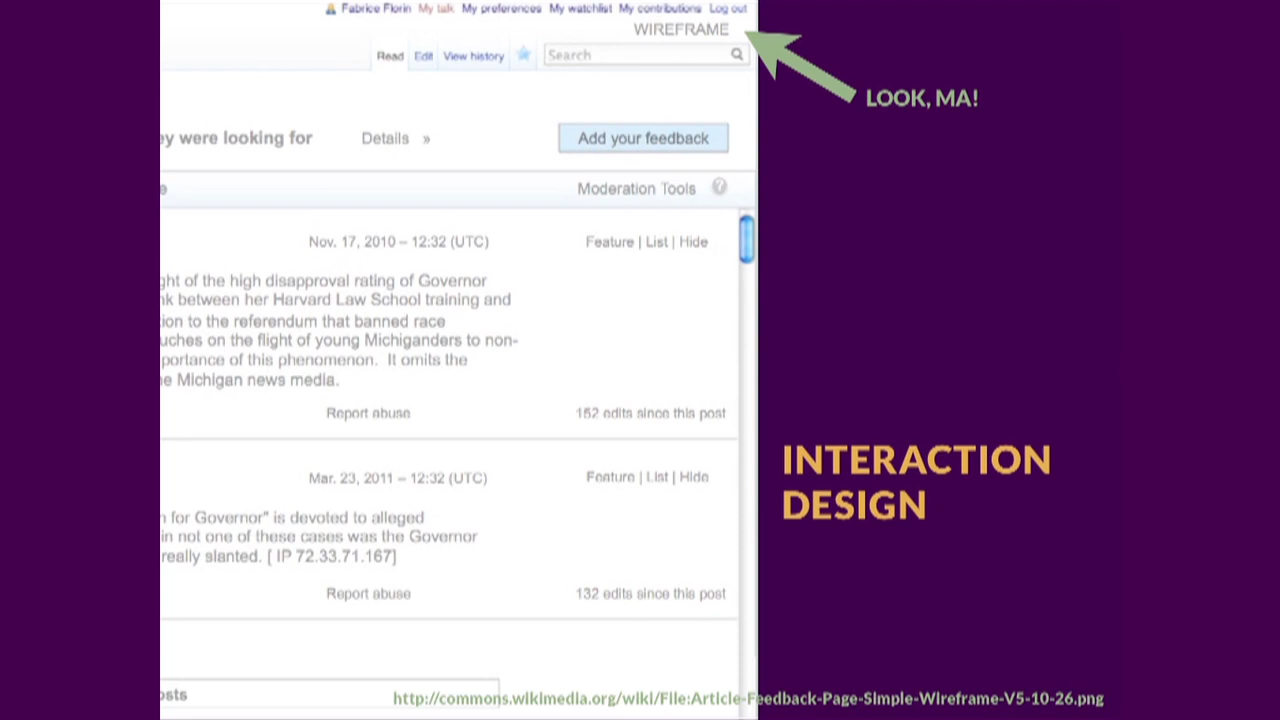 Fabrice Florin My talk My preferences My watchlist My contributions Log out
WIREFRAME
Read Edit View history Search
LOOK, MA!
ey were looking for Details » Add your feedback
e Moderation Tools ?
Nov. 17, 2010 – 12:32 (UTC) Feature | List | Hide
ght of the high disapproval rating of Governor
nk between her Harvard Law School training and
ion to the referendum that banned race
uches on the flight of young Michiganders to non-
portance of this phenomenon. It omits the
e Michigan news media.
Report abuse 152 edits since this post
INTERACTION
DESIGN
Mar. 23, 2011 – 12:32 (UTC) Feature | List | Hide
n for Governor" is devoted to alleged
in not one of these cases was the Governor
really slanted. [ IP 72.33.71.167]
Report abuse 132 edits since this post
osts
http://commons.wikimedia.org/wiki/File:Article-Feedback-Page-Simple-Wireframe-V5-10-26.png